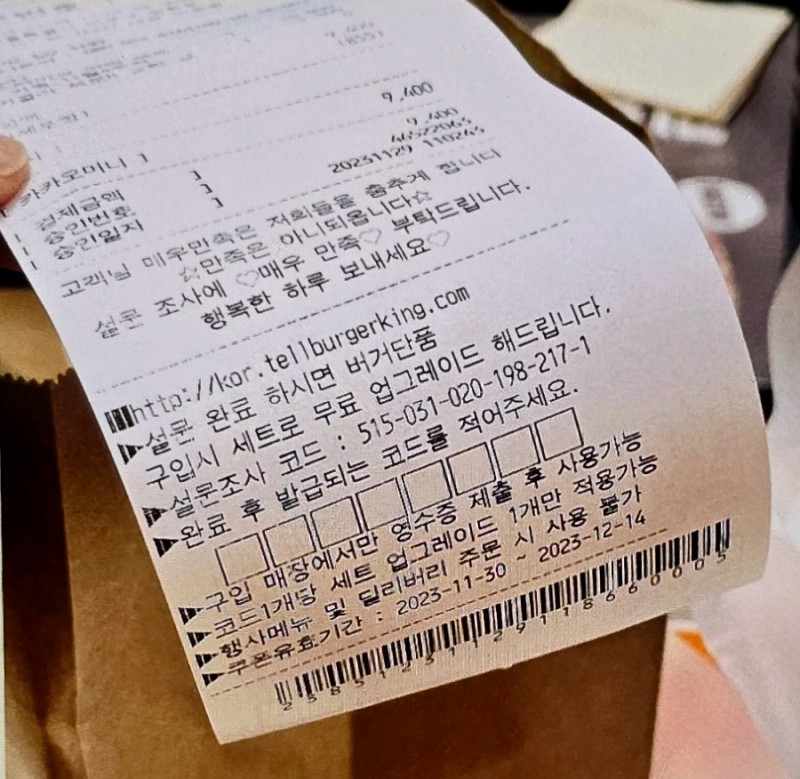 9,400
카카오머니 ]
결제금액 ] 9,400
승인번호 ] 46522063
승인일지 ] 20231129 110245
고객님 매우만족은 저희들을 춤추게 합니다
☆만족은 아니되옵니다☆
설문 조사에 ♡매우 만족♡ 부탁드립니다.
행복한 하루 보내세요♡
http://kor.tellburgerking.com
▶설문 완료 하시면 버거단품
구입시 세트로 무료 업그레이드 해드립니다.
▶설문조사 코드 : 515-031-020-198-217-1
▶완료 후 발급되는 코드를 적어주세요.
▶구입 매장에서만 영수증 제출 후 사용가능
▶코드1개당 세트 업그레이드 1개만 적용가능
▶행사메뉴 및 딜리버리 주문 시 사용 불가
▶쿠폰유효기간 : 2023-11-30 ~ 2023-12-14